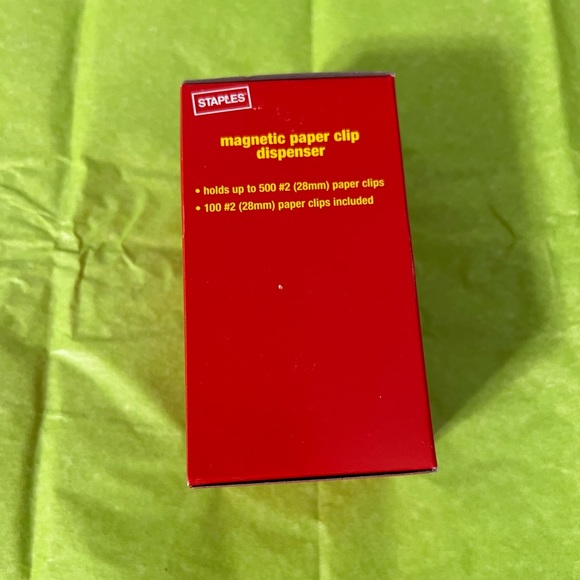 STAPLES
magnetic paper clip
dispenser
• holds up to 500 #2 (28mm) paper clips
• 100 #2 (28mm) paper clips included